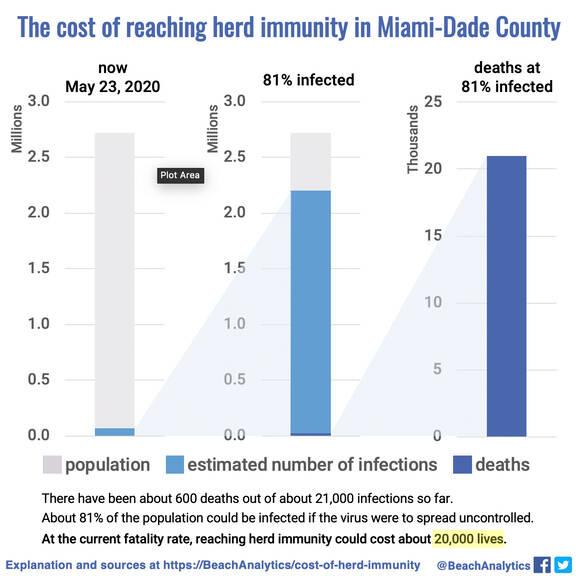 The cost of reaching herd immunity in Miami-Dade County
now
May 23, 2020
Millions
3.0
2.5
2.0
1.5
1.0
0.5
0.0
Plot Area
81% infected
Millions
3.0
2.5
2.0
1.5
1.0
0.5
0.0
deaths at
81% infected
Thousands
25
20
15
10
5
0
population
estimated number of infections
deaths
There have been about 600 deaths out of about 21,000 infections so far.
About 81% of the population could be infected if the virus were to spread uncontrolled.
At the current fatality rate, reaching herd immunity could cost about 20,000 lives.
Explanation and sources at https://BeachAnalytics/cost-of-herd-immunity @BeachAnalytics